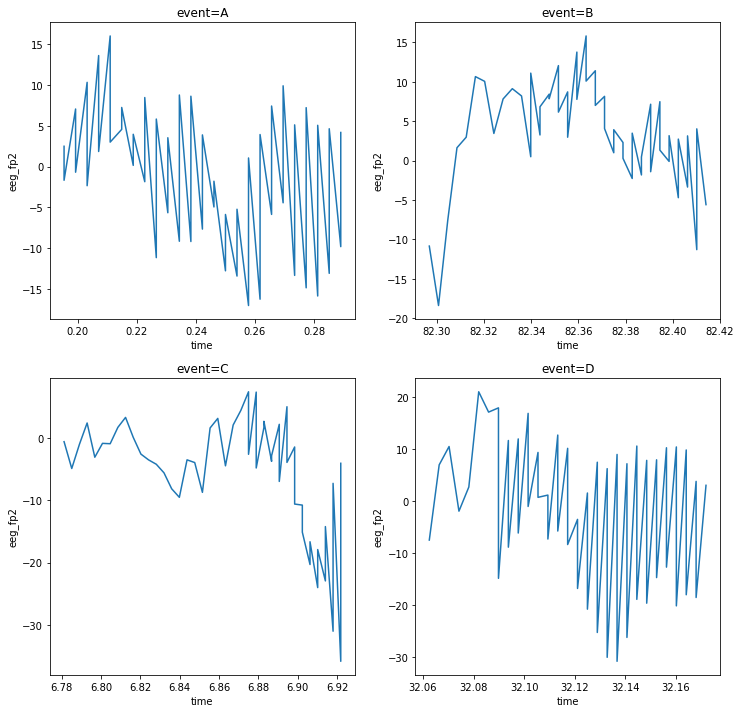 event=A
15
10
5
0
−5
−10
−15
eeg_fp2
0.20 0.22 0.24 0.26 0.28
time
event=B
15
10
5
0
−5
−10
−15
−20
eeg_fp2
82.30 82.32 82.34 82.36 82.38 82.40 82.42
time
event=C
0
−10
−20
−30
eeg_fp2
6.78 6.80 6.82 6.84 6.86 6.88 6.90 6.92
time
event=D
20
10
0
−10
−20
−30
eeg_fp2
32.06 32.08 32.10 32.12 32.14 32.16
time